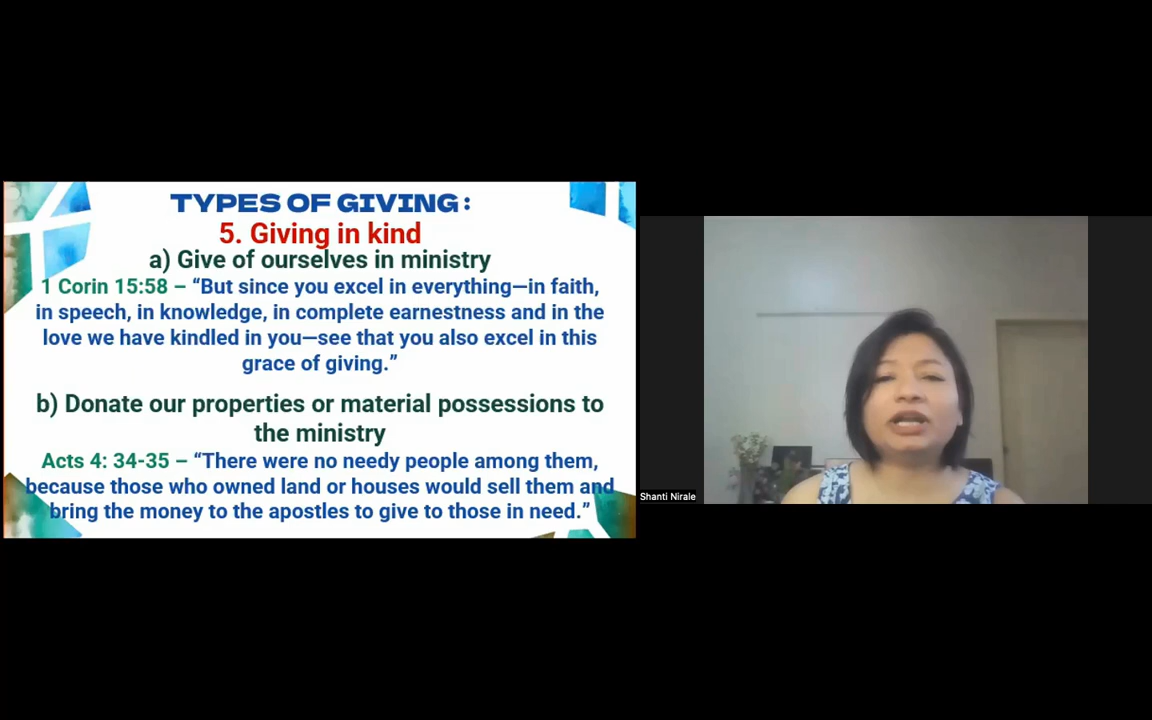 TYPES OF GIVING:
5. Giving in kind
a) Give of ourselves in ministry
1 Corin 15:58 – “But since you excel in everything—in faith,
in speech, in knowledge, in complete earnestness and in the
love we have kindled in you—see that you also excel in this
grace of giving.”
b) Donate our properties or material possessions to
the ministry
Acts 4: 34-35 – “There were no needy people among them,
because those who owned land or houses would sell them and
bring the money to the apostles to give to those in need.”
Shanti Nirale